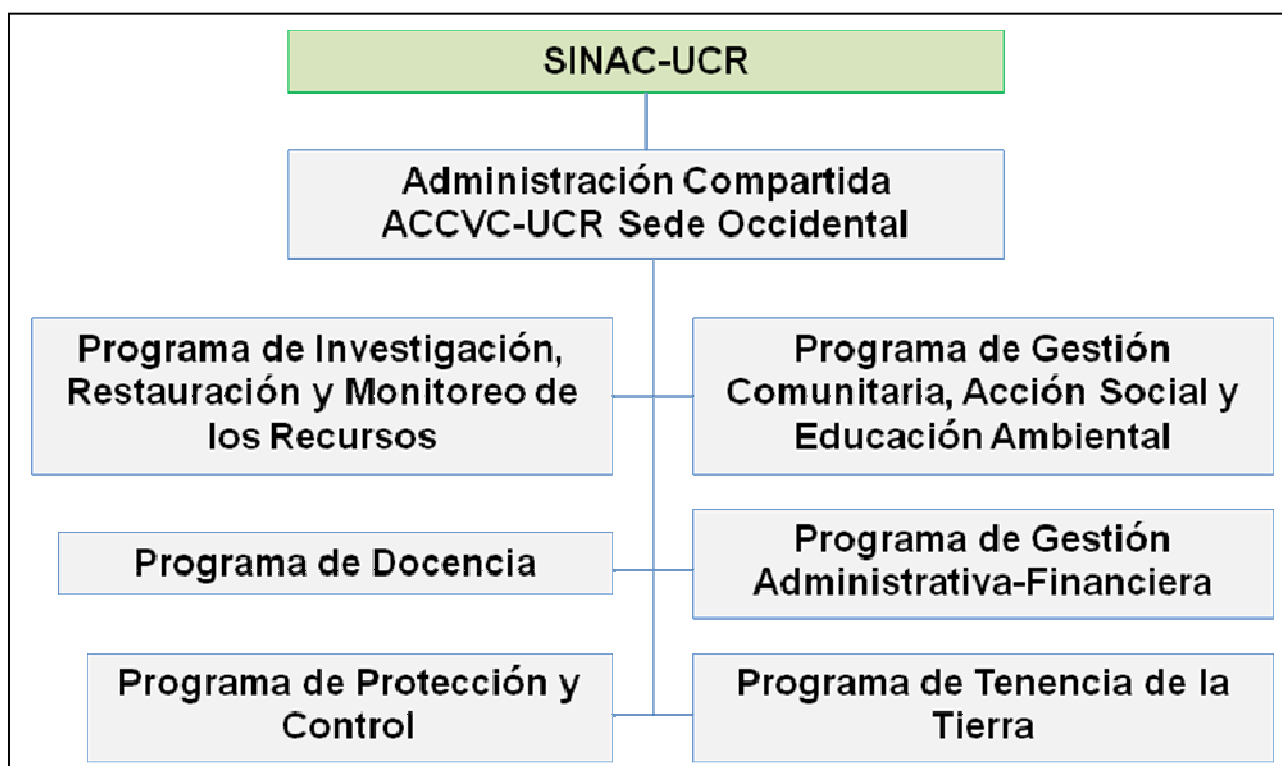 SINAC-UCR
Administración Compartida
ACCVC-UCR Sede Occidental
Programa de Investigación,
Restauración y Monitoreo de
los Recursos
Programa de Gestión
Comunitaria, Acción Social y
Educación Ambiental
Programa de Docencia
Programa de Gestión
Administrativa-Financiera
Programa de Protección y
Control
Programa de Tenencia de la
Tierra